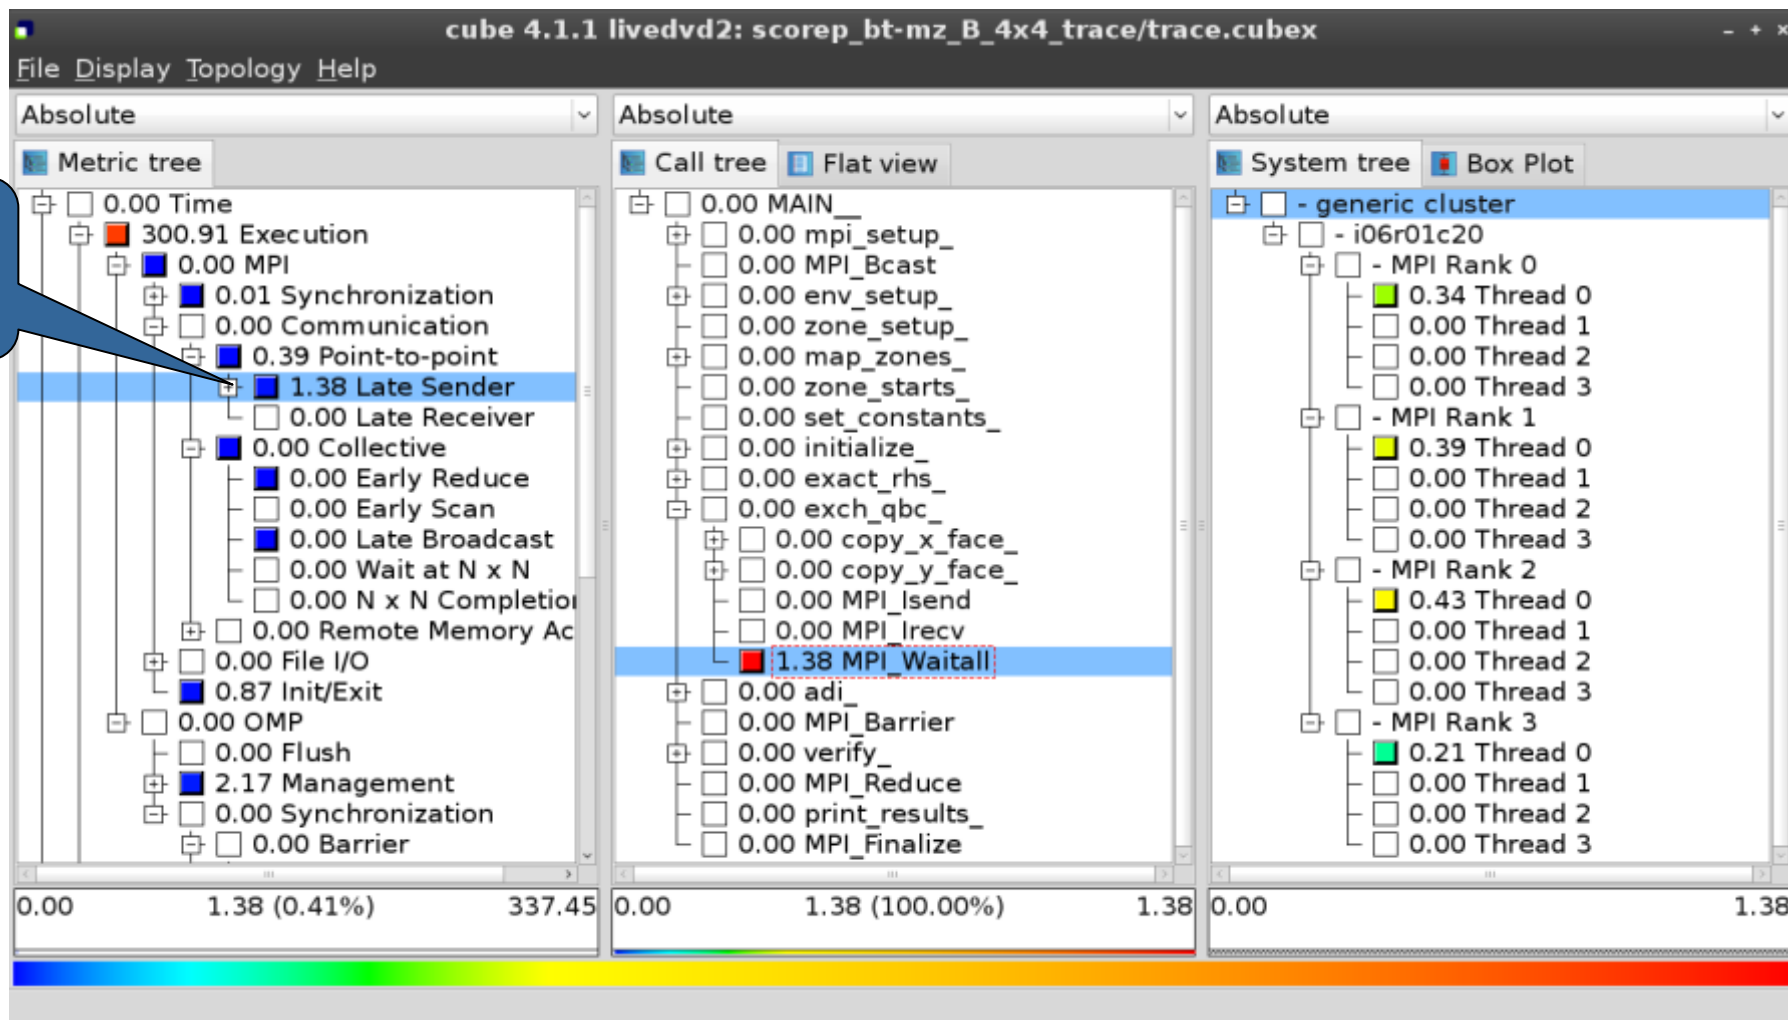 cube 4.1.1 livedvd2: scorep_bt-mz_B_4x4_trace/trace.cubex
File Display Topology Help
Absolute
Metric tree
0.00 Time
300.91 Execution
0.00 MPI
0.01 Synchronization
0.00 Communication
0.39 Point-to-point
1.38 Late Sender
0.00 Late Receiver
0.00 Collective
0.00 Early Reduce
0.00 Early Scan
0.00 Late Broadcast
0.00 Wait at N x N
0.00 N x N Completio
0.00 Remote Memory Ac
0.00 File I/O
0.87 Init/Exit
0.00 OMP
0.00 Flush
2.17 Management
0.00 Synchronization
0.00 Barrier
0.00 1.38 (0.41%) 337.45
Absolute
Call tree Flat view
0.00 MAIN__
0.00 mpi_setup_
0.00 MPI_Bcast
0.00 env_setup_
0.00 zone_setup_
0.00 map_zones_
0.00 zone_starts_
0.00 set_constants_
0.00 initialize_
0.00 exact_rhs_
0.00 exch_qbc_
0.00 copy_x_face_
0.00 copy_y_face_
0.00 MPI_Isend
0.00 MPI_Irecv
1.38 MPI_Waitall
0.00 adi_
0.00 MPI_Barrier
0.00 verify_
0.00 MPI_Reduce
0.00 print_results_
0.00 MPI_Finalize
0.00 1.38 (100.00%) 1.38
Absolute
System tree Box Plot
- generic cluster
- i06r01c20
- MPI Rank 0
0.34 Thread 0
0.00 Thread 1
0.00 Thread 2
0.00 Thread 3
- MPI Rank 1
0.39 Thread 0
0.00 Thread 1
0.00 Thread 2
0.00 Thread 3
- MPI Rank 2
0.43 Thread 0
0.00 Thread 1
0.00 Thread 2
0.00 Thread 3
- MPI Rank 3
0.21 Thread 0
0.00 Thread 1
0.00 Thread 2
0.00 Thread 3
0.00 1.38